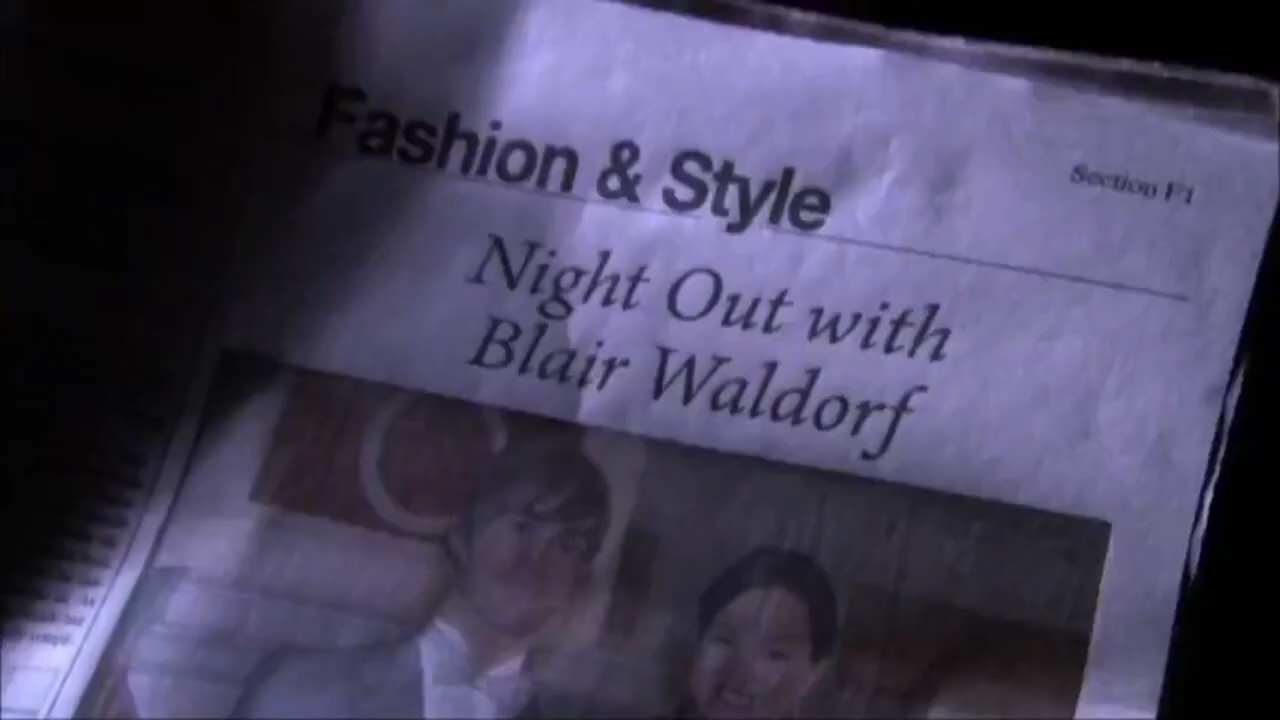 Fashion & Style
Section F1
Night Out with
Blair Waldorf